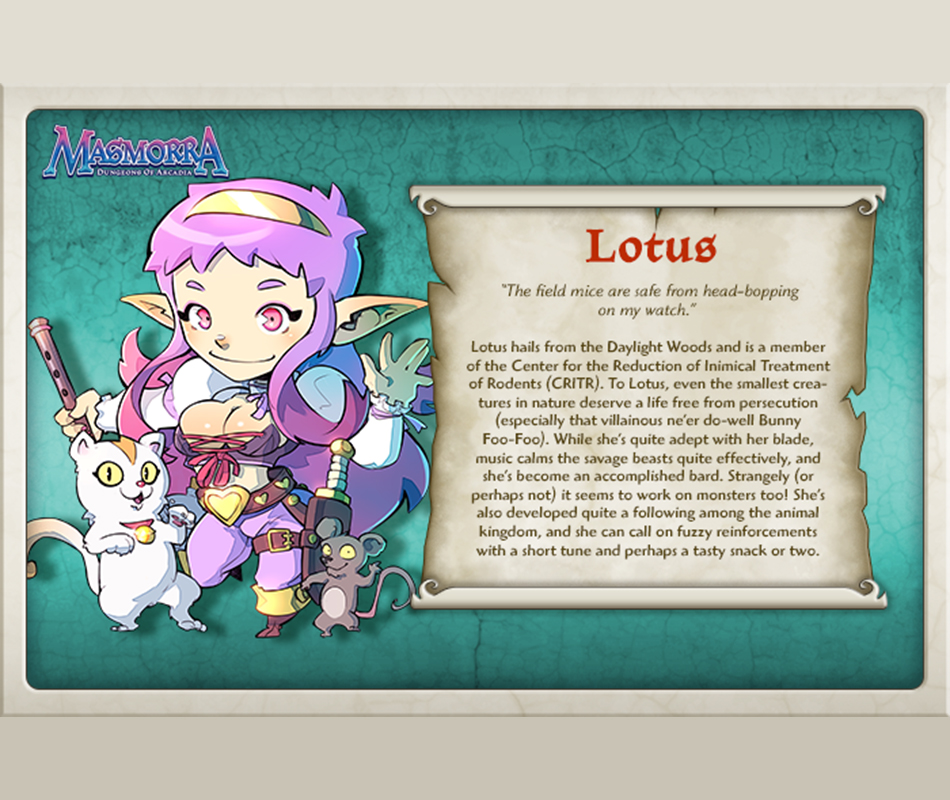 MASMORRA
DUNGEONS OF ARCADIA
Lotus
"The field mice are safe from head-bopping
on my watch."
Lotus hails from the Daylight Woods and is a member
of the Center for the Reduction of Inimical Treatment
of Rodents (CRITR). To Lotus, even the smallest crea-
tures in nature deserve a life free from persecution
(especially that villainous ne'er do-well Bunny
Foo-Foo). While she's quite adept with her blade,
music calms the savage beasts quite effectively, and
she's become an accomplished bard. Strangely (or
perhaps not) it seems to work on monsters too! She's
also developed quite a following among the animal
kingdom, and she can call on fuzzy reinforcements
with a short tune and perhaps a tasty snack or two.